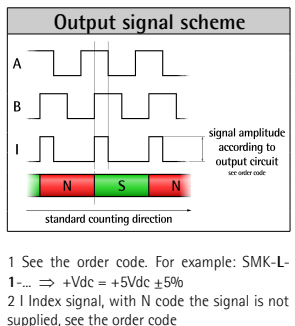 Output signal scheme
A
B
I
signal amplitude
according to
output circuit
see order code
N
S
N
standard counting direction
1 See the order code. For example: SMK-L-
1-... ⇒ +Vdc = +5Vdc ±5%
2 I Index signal, with N code the signal is not
supplied, see the order code